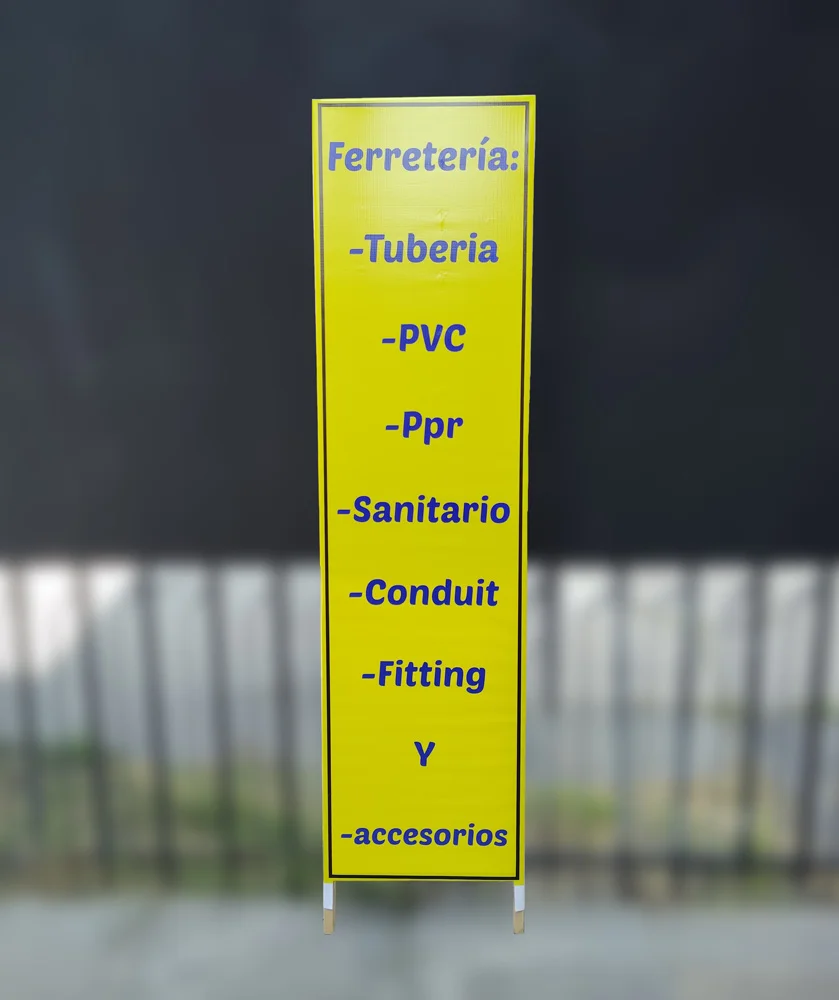 Ferretería:
-Tuberia
-PVC
-Ppr
-Sanitario
-Conduit
-Fitting
Y
-accesorios